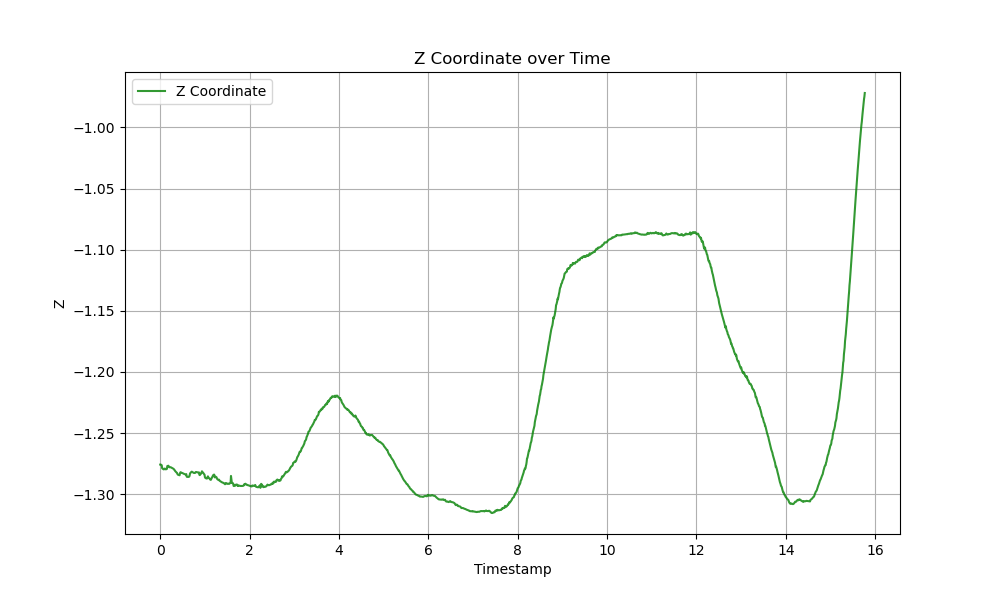 Z Coordinate over Time
Z Coordinate
−1.00
−1.05
−1.10
−1.15
−1.20
−1.25
−1.30
Z
0 2 4 6 8 10 12 14 16
Timestamp